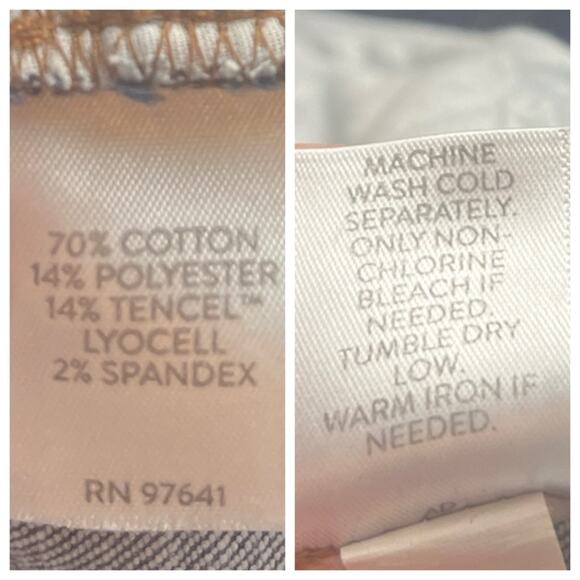 70% COTTON
14% POLYESTER
14% TENCEL™
LYOCELL
2% SPANDEX
RN 97641
MACHINE
WASH COLD
SEPARATELY.
ONLY NON-
CHLORINE
BLEACH IF
NEEDED.
TUMBLE DRY
LOW.
WARM IRON IF
NEEDED.